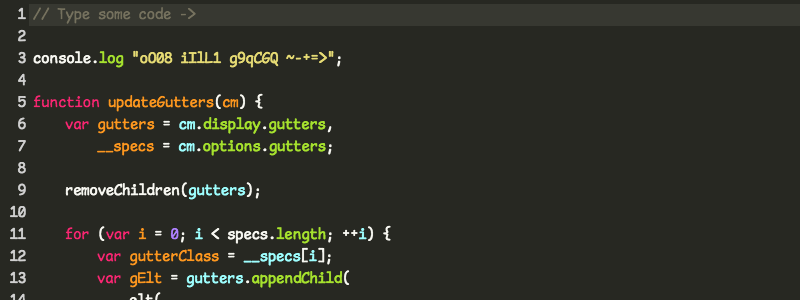 1 // Type some code ->
2
3 console.log "oO08 iIlL1 g9qCGQ ~-+=>";
4
5 function updateGutters(cm) {
6 var gutters = cm.display.gutters,
7 __specs = cm.options.gutters;
8
9 removeChildren(gutters);
10
11 for (var i = 0; i < specs.length; ++i) {
12 var gutterClass = __specs[i];
13 var gElt = gutters.appendChild(
14 elt(